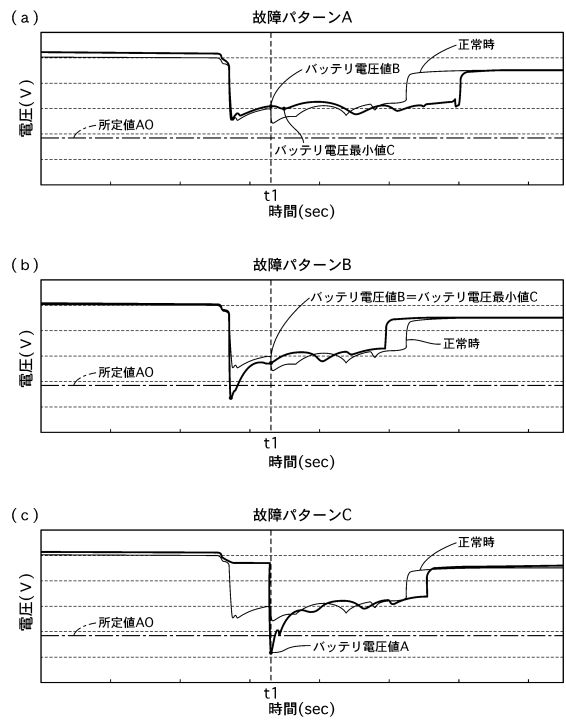 (a)
故障パターンA
正常時
バッテリ電圧値B
電圧(V)
所定値AO
バッテリ電圧最小値C
t1
時間(sec)
(b)
故障パターンB
バッテリ電圧値B=バッテリ電圧最小値C
正常時
電圧(V)
所定値AO
t1
時間(sec)
(c)
故障パターンC
正常時
電圧(V)
所定値AO
バッテリ電圧値A
t1
時間(sec)